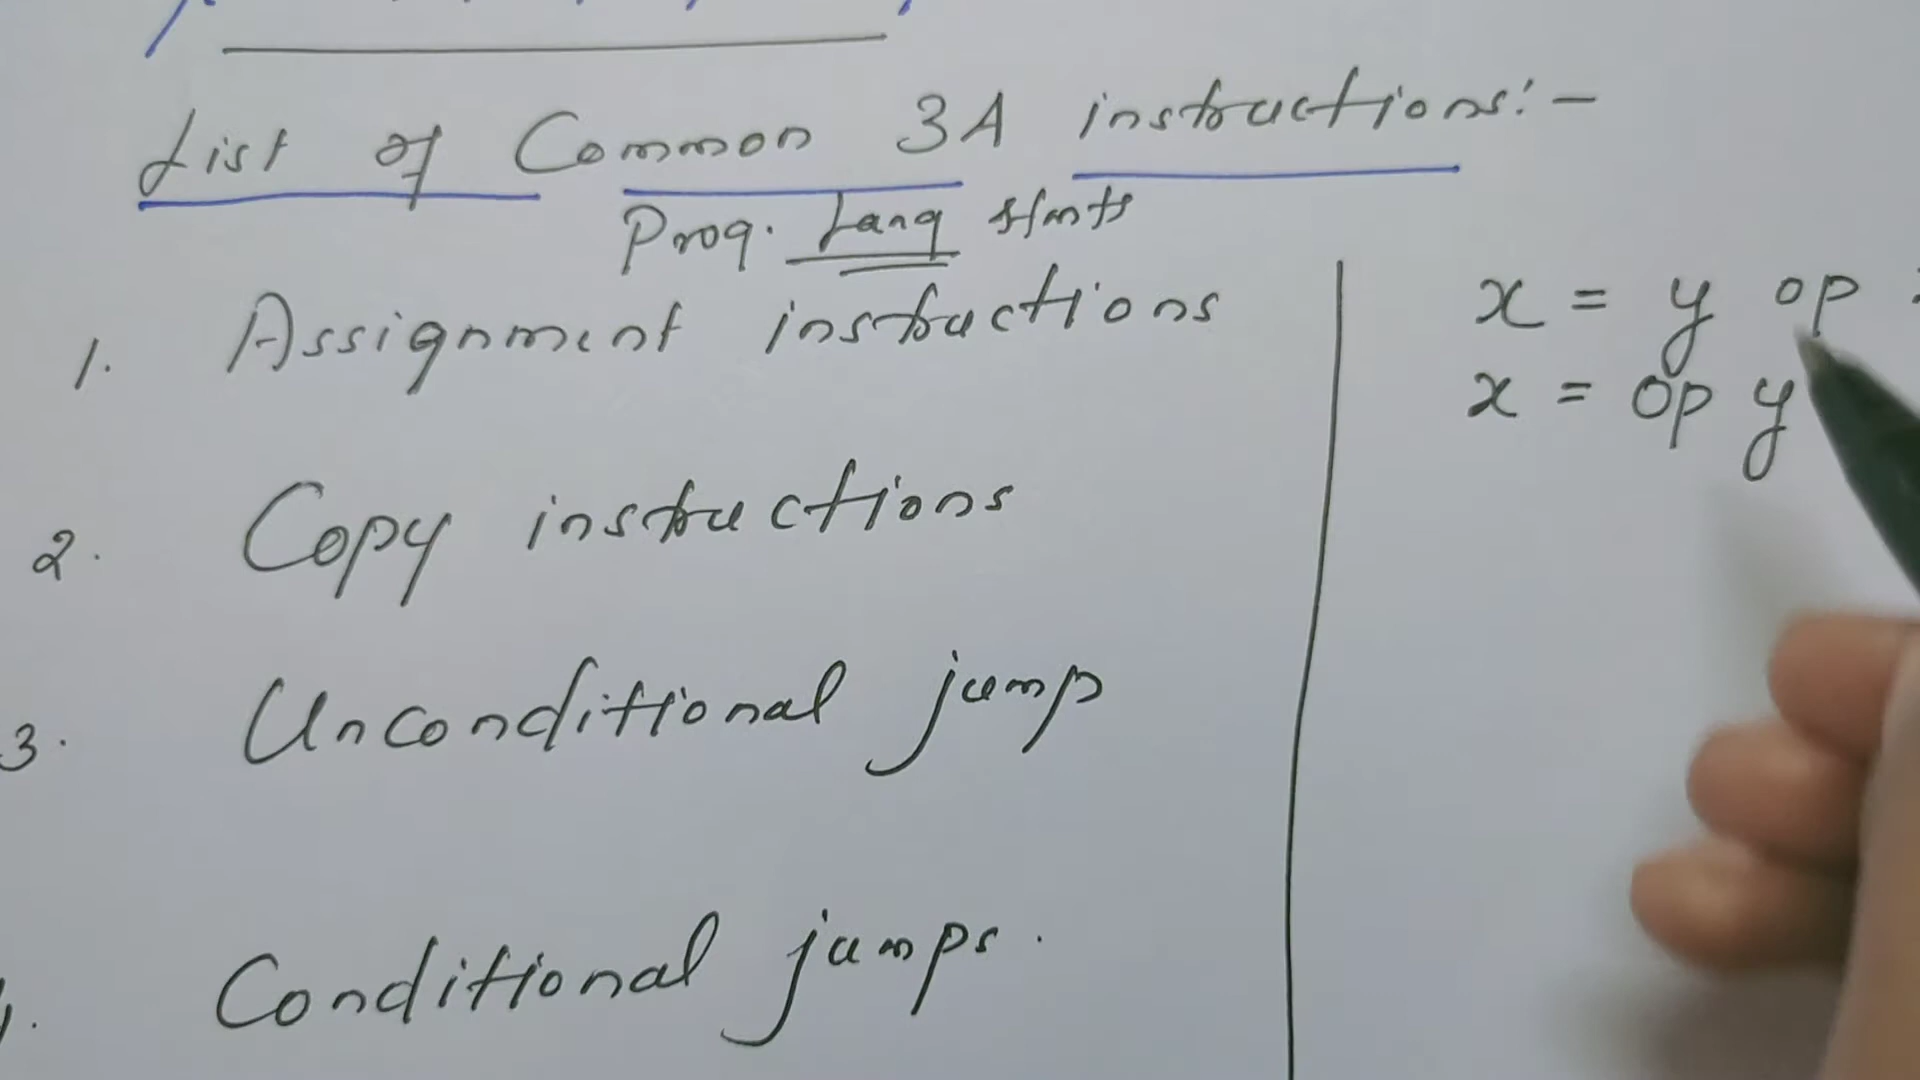 List of Common 3A instructions:-
Prog. Lang stmts
1. Assignment instructions
x = y op
x = op y
2. Copy instructions
3. Unconditional jump
Conditional jumps.